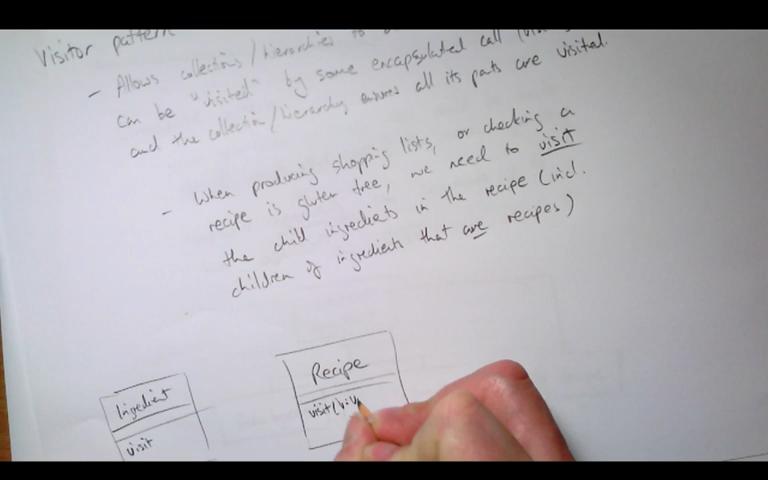 Visitor pattern
- Allows collections/hierarchies to
can be "visited" by some encapsulated call
and the collection/hierarchy ensures all its parts are visited.
- When producing shopping lists, or checking a
recipe is gluten free, we need to visit
the child ingredients in the recipe (incl.
children of ingredients that are recipes)
Recipe
visit(v:V
Ingredient
visit